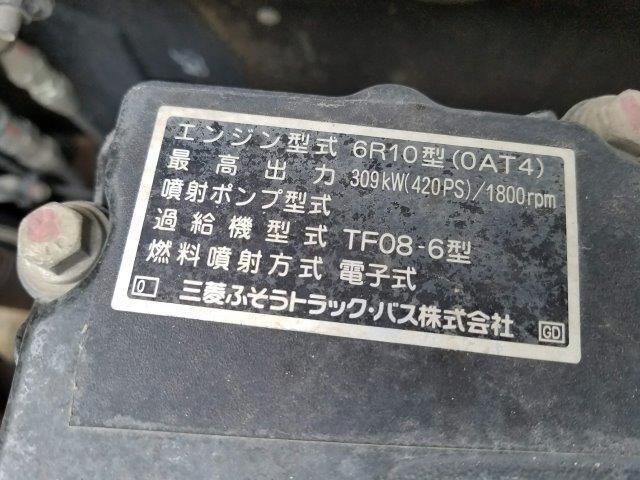 エンジン型式 6R10型(0AT4)
最高出力 309kW(420PS)/1800rpm
噴射ポンプ型式
過給機型式 TF08-6型
燃料噴射方式 電子式
0 三菱ふそうトラック・バス株式会社 GD